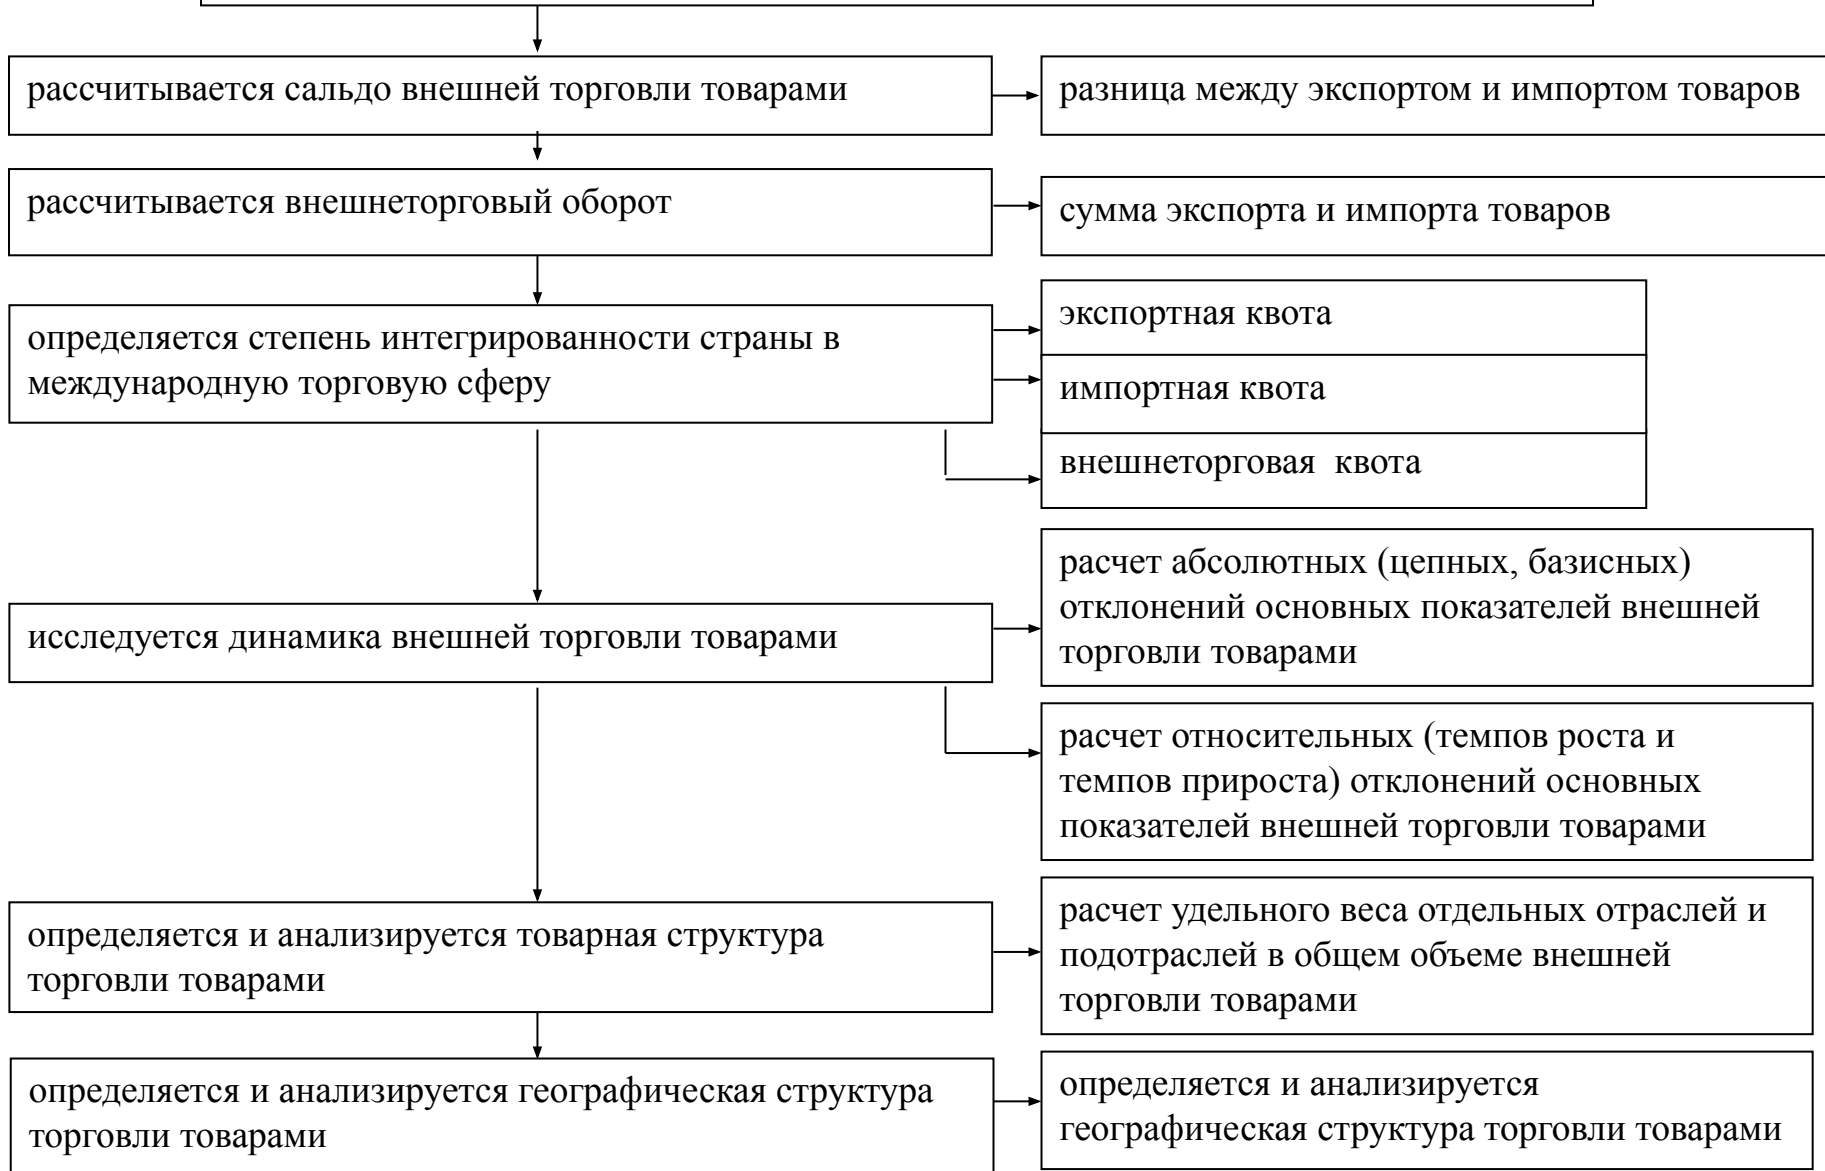 рассчитывается сальдо внешней торговли товарами
разница между экспортом и импортом товаров
рассчитывается внешнеторговый оборот
сумма экспорта и импорта товаров
определяется степень интегрированности страны в
международную торговую сферу
экспортная квота
импортная квота
внешнеторговая  квота
исследуется динамика внешней торговли товарами
расчет абсолютных (цепных, базисных)
отклонений основных показателей внешней
торговли товарами
расчет относительных (темпов роста и
темпов прироста) отклонений основных
показателей внешней торговли товарами
определяется и анализируется товарная структура
торговли товарами
расчет удельного веса отдельных отраслей и
подотраслей в общем объеме внешней
торговли товарами
определяется и анализируется географическая структура
торговли товарами
определяется и анализируется
географическая структура торговли товарами